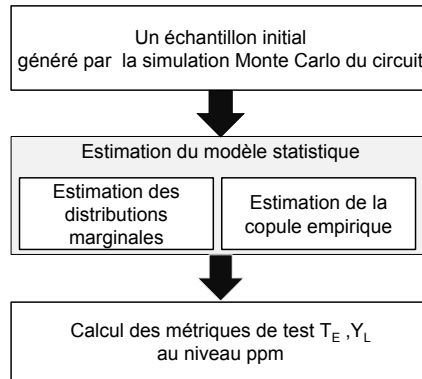 Un échantillon initial
généré par la simulation Monte Carlo du circuit
Estimation du modèle statistique
Estimation des
distributions
marginales
Estimation de la
copule empirique
Calcul des métriques de test T_E ,Y_L
au niveau ppm